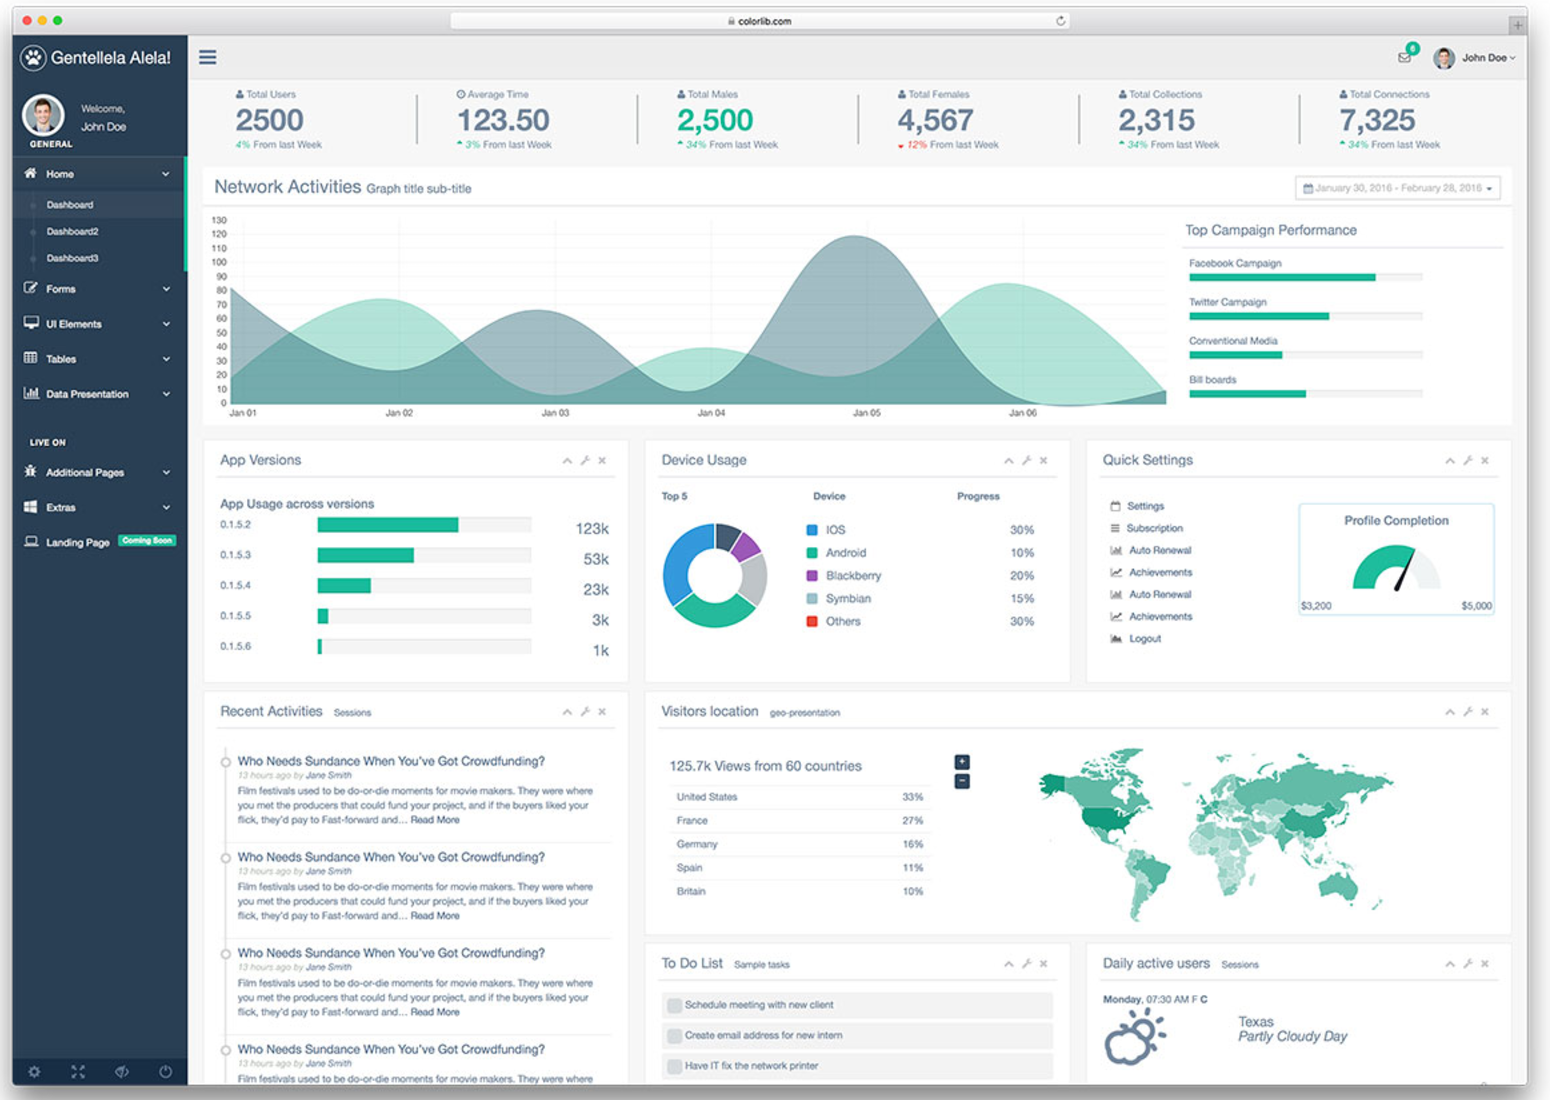 colorlib.com
Gentellela Alela!
6
John Doe
Welcome,
John Doe
GENERAL
Home
Dashboard
Dashboard2
Dashboard3
Forms
UI Elements
Tables
Data Presentation
LIVE ON
Additional Pages
Extras
Landing Page Coming Soon
Total Users
2500
4% From last Week
Average Time
123.50
3% From last Week
Total Males
2,500
34% From last Week
Total Females
4,567
12% From last Week
Total Collections
2,315
34% From last Week
Total Connections
7,325
34% From last Week
Network Activities Graph title sub-title
January 30, 2016 - February 28, 2016
130
120
110
100
90
80
70
60
50
40
30
20
10
0
Jan 01 Jan 02 Jan 03 Jan 04 Jan 05 Jan 06
Top Campaign Performance
Facebook Campaign
Twitter Campaign
Conventional Media
Bill boards
App Versions
App Usage across versions
0.1.5.2 123k
0.1.5.3 53k
0.1.5.4 23k
0.1.5.5 3k
0.1.5.6 1k
Device Usage
Top 5 Device Progress
IOS 30%
Android 10%
Blackberry 20%
Symbian 15%
Others 30%
Quick Settings
Settings
Subscription
Auto Renewal
Achievements
Auto Renewal
Achievements
Logout
Profile Completion
$3,200 $5,000
Recent Activities Sessions
Who Needs Sundance When You've Got Crowdfunding?
13 hours ago by Jane Smith
Film festivals used to be do-or-die moments for movie makers. They were where
you met the producers that could fund your project, and if the buyers liked your
flick, they'd pay to Fast-forward and... Read More
Who Needs Sundance When You've Got Crowdfunding?
13 hours ago by Jane Smith
Film festivals used to be do-or-die moments for movie makers. They were where
you met the producers that could fund your project, and if the buyers liked your
flick, they'd pay to Fast-forward and... Read More
Who Needs Sundance When You've Got Crowdfunding?
13 hours ago by Jane Smith
Film festivals used to be do-or-die moments for movie makers. They were where
you met the producers that could fund your project, and if the buyers liked your
flick, they'd pay to Fast-forward and... Read More
Who Needs Sundance When You've Got Crowdfunding?
13 hours ago by Jane Smith
Film festivals used to be do-or-die moments for movie makers. They were where
Visitors location geo-presentation
125.7k Views from 60 countries
United States 33%
France 27%
Germany 16%
Spain 11%
Britain 10%
+
−
To Do List Sample tasks
Schedule meeting with new client
Create email address for new intern
Have IT fix the network printer
Daily active users Sessions
Monday, 07:30 AM F C
Texas
Partly Cloudy Day